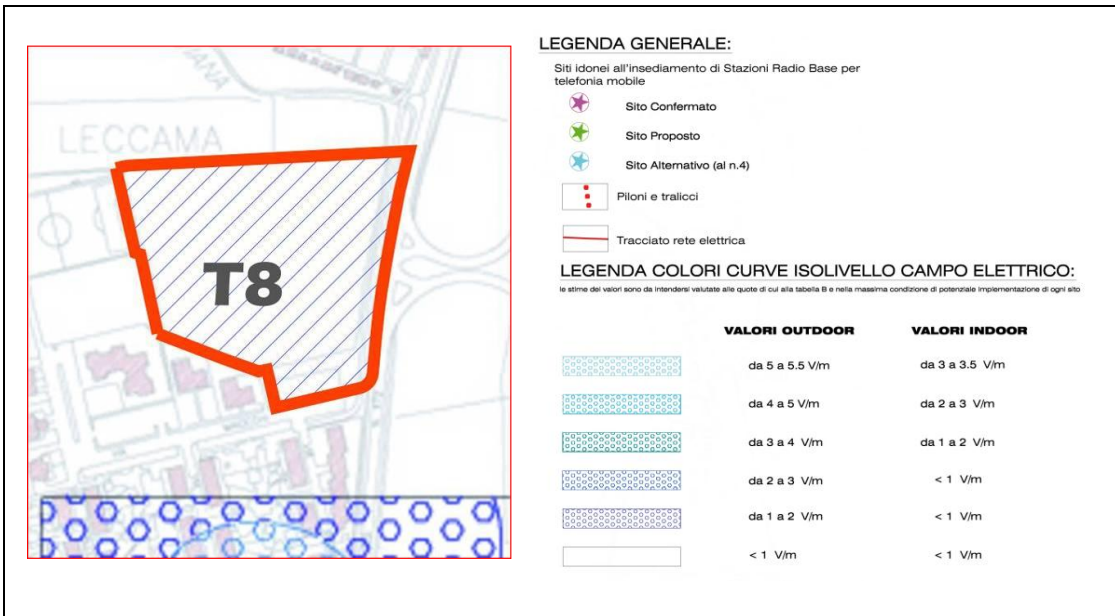 ANA
LECCAMA
T8
LEGENDA GENERALE:
Siti idonei all'insediamento di Stazioni Radio Base per
telefonia mobile
Sito Confermato
Sito Proposto
Sito Alternativo (al n.4)
Piloni e tralicci
Tracciato rete elettrica
LEGENDA COLORI CURVE ISOLIVELLO CAMPO ELETTRICO:
le stime dei valori sono da intendersi valutate alle quote di cui alla tabella B e nella massima condizione di potenziale implementazione di ogni sito
VALORI OUTDOOR VALORI INDOOR
da 5 a 5.5 V/m da 3 a 3.5 V/m
da 4 a 5 V/m da 2 a 3 V/m
da 3 a 4 V/m da 1 a 2 V/m
da 2 a 3 V/m < 1 V/m
da 1 a 2 V/m < 1 V/m
< 1 V/m < 1 V/m